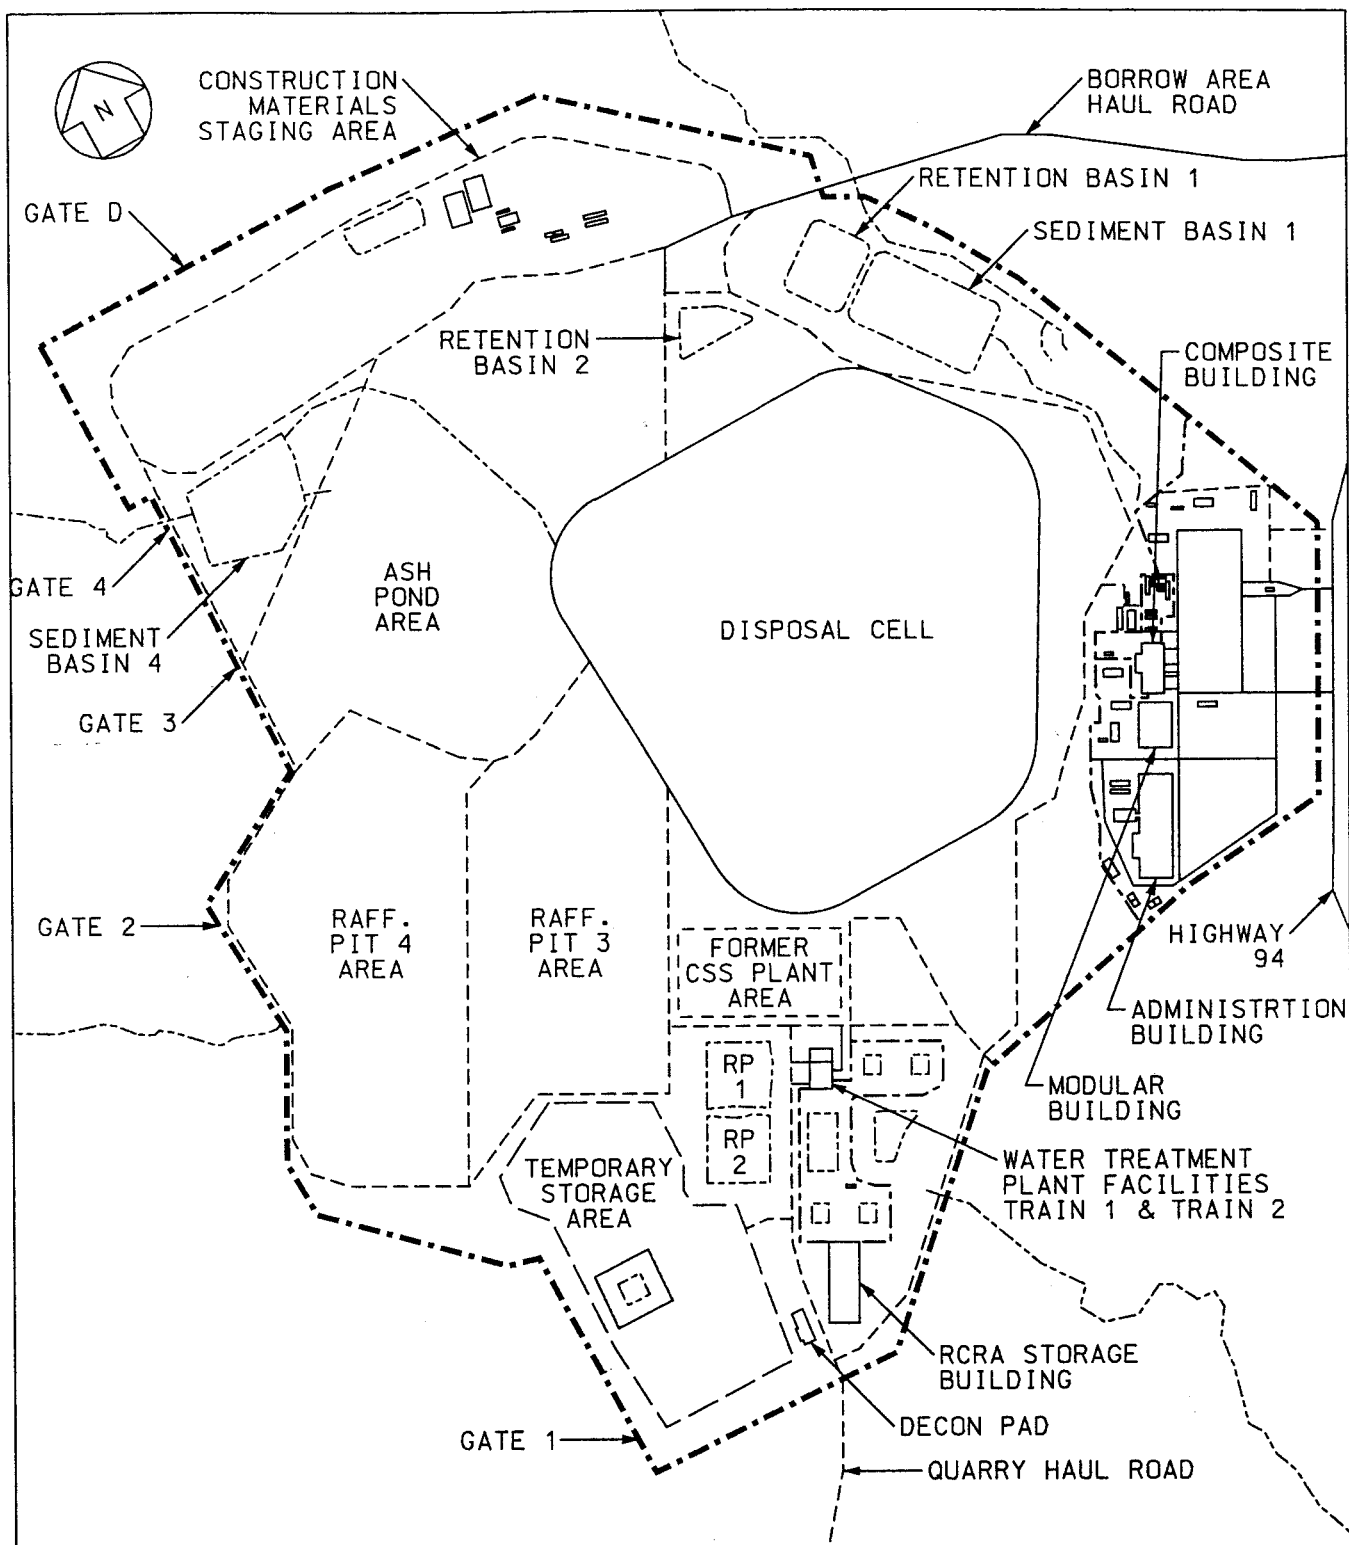 N
CONSTRUCTION
MATERIALS
STAGING AREA
BORROW AREA
HAUL ROAD
RETENTION BASIN 1
GATE D
SEDIMENT BASIN 1
RETENTION
BASIN 2
COMPOSITE
BUILDING
GATE 4
ASH
POND
AREA
DISPOSAL CELL
SEDIMENT
BASIN 4
GATE 3
GATE 2
RAFF.
PIT 4
AREA
RAFF.
PIT 3
AREA
FORMER
CSS PLANT
AREA
HIGHWAY
94
ADMINISTRTION
BUILDING
RP
1
MODULAR
BUILDING
RP
2
TEMPORARY
STORAGE
AREA
WATER TREATMENT
PLANT FACILITIES
TRAIN 1 & TRAIN 2
RCRA STORAGE
BUILDING
DECON PAD
GATE 1
QUARRY HAUL ROAD